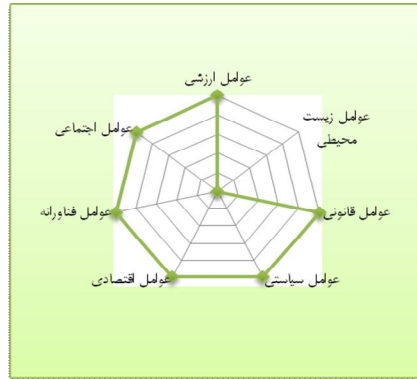 عوامل ارزشی
عوامل زیست
محیطی
عوامل قانونی
عوامل سیاستی
عوامل اقتصادی
عوامل فناورانه
عوامل اجتماعی